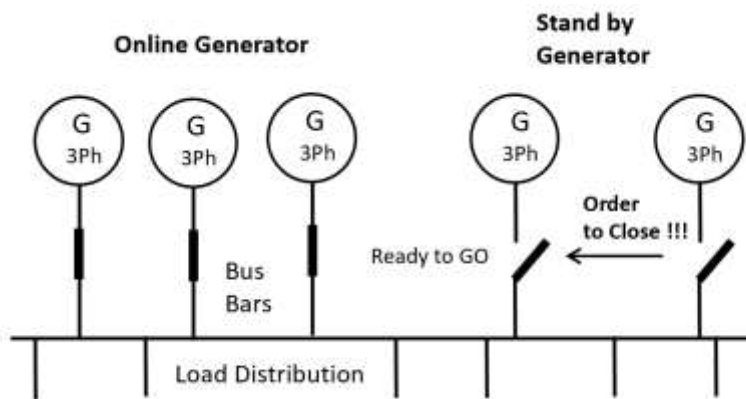 Online Generator
Stand by
Generator
G
3Ph
G
3Ph
G
3Ph
G
3Ph
G
3Ph
Order
to Close !!!
Ready to GO
Bus
Bars
Load Distribution